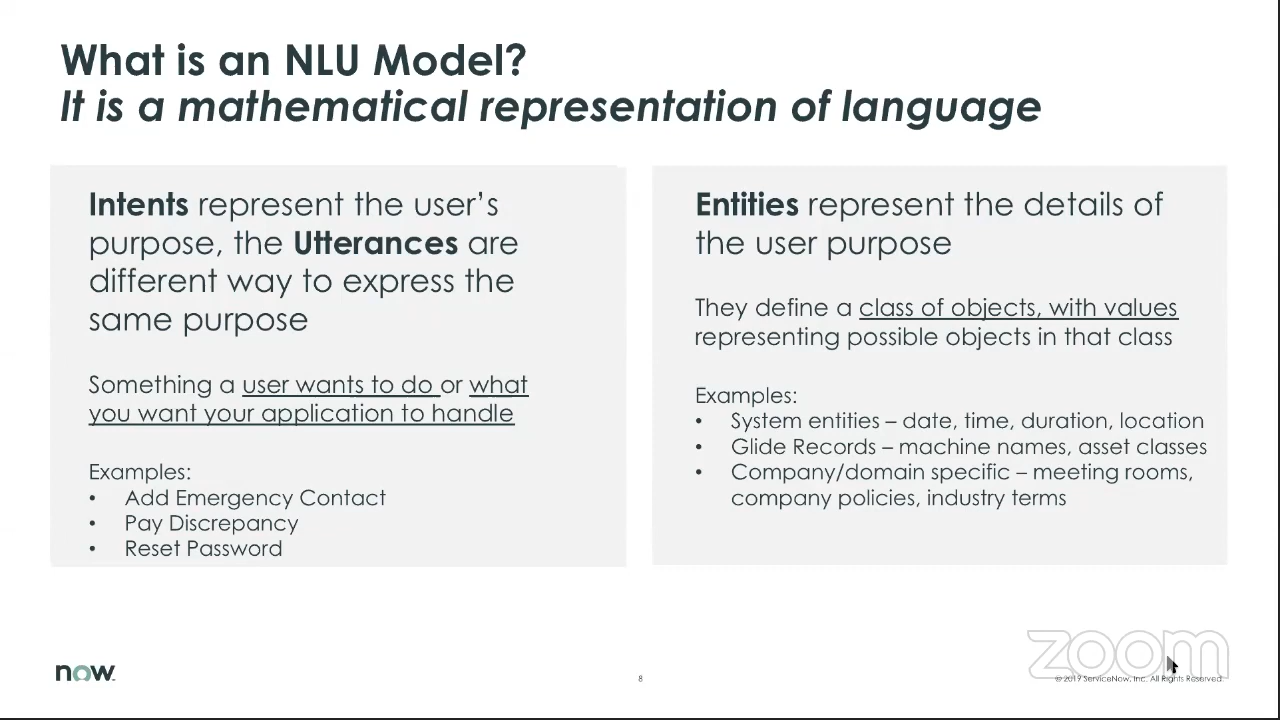 What is an NLU Model?
It is a mathematical representation of language
Intents represent the user's
purpose, the Utterances are
different way to express the
same purpose
Something a user wants to do or what
you want your application to handle
Examples:
• Add Emergency Contact
• Pay Discrepancy
• Reset Password
Entities represent the details of
the user purpose
They define a class of objects, with values
representing possible objects in that class
Examples:
• System entities – date, time, duration, location
• Glide Records – machine names, asset classes
• Company/domain specific – meeting rooms,
company policies, industry terms
now
8
zoom
© 2019 ServiceNow, Inc. All Rights Reserved.